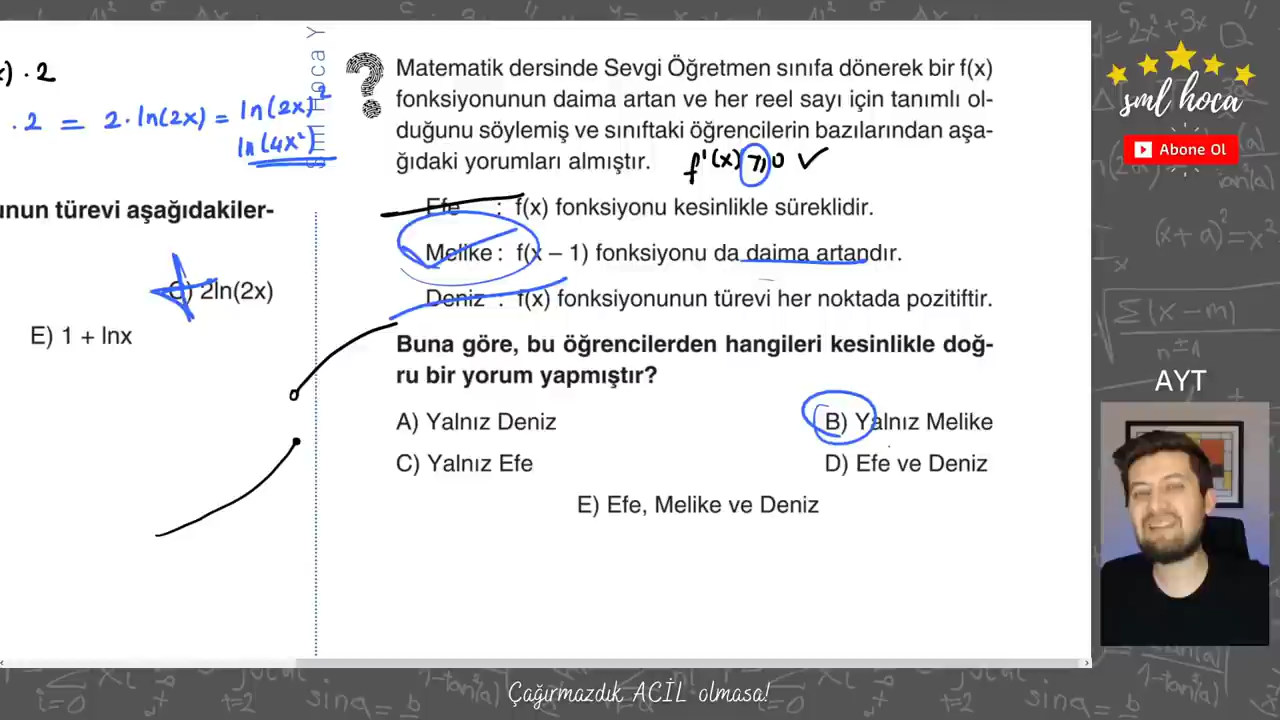 ) . 2
. 2 = 2.ln(2x) = ln(2x)²
ln(4x²)
unun türevi aşağıdakiler-
C) 2ln(2x)
E) 1 + lnx
Hoca Y
Matematik dersinde Sevgi Öğretmen sınıfa dönerek bir f(x)
fonksiyonunun daima artan ve her reel sayı için tanımlı ol-
duğunu söylemiş ve sınıftaki öğrencilerin bazılarından aşa-
ğıdaki yorumları almıştır.
f'(x) ≥ 0 ✓
Efe : f(x) fonksiyonu kesinlikle süreklidir.
Melike : f(x – 1) fonksiyonu da daima artandır.
Deniz : f(x) fonksiyonunun türevi her noktada pozitiftir.
Buna göre, bu öğrencilerden hangileri kesinlikle doğ-
ru bir yorum yapmıştır?
A) Yalnız Deniz
B) Yalnız Melike
C) Yalnız Efe
D) Efe ve Deniz
E) Efe, Melike ve Deniz
sml hoca
Abone Ol
AYT
Çağırmazdık ACİL olmasa!